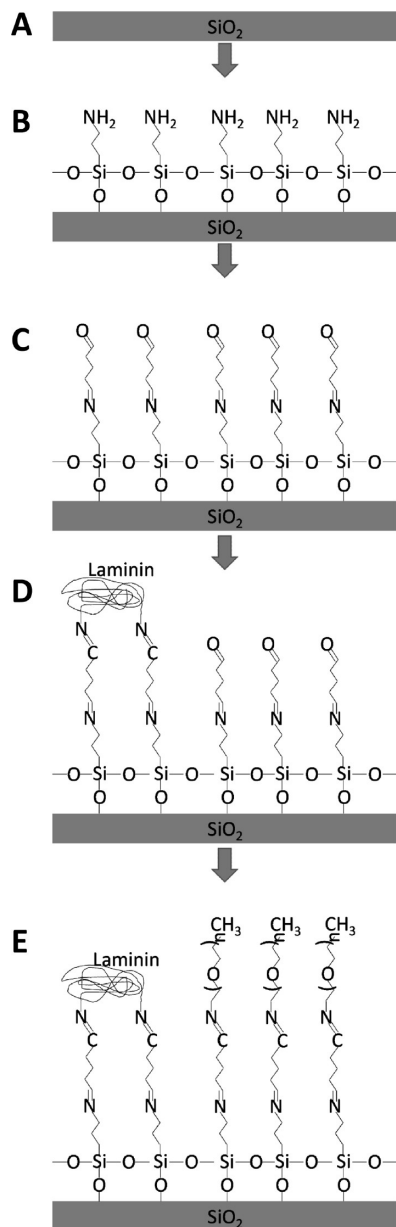 A
SiO2
B
NH2 NH2 NH2 NH2 NH2
O Si O Si O Si O Si O Si O
O O O O O
SiO2
C
O O O O O
N N N N N
O Si O Si O Si O Si O Si O
O O O O O
SiO2
D
Laminin
N N
C C
O O O
N N N N N
O Si O Si O Si O Si O Si O
O O O O O
SiO2
E
Laminin
CH3 CH3 CH3
( n ( n ( n
O O O
) ) )
N N N N N
C C C C C
N N N N N
O Si O Si O Si O Si O Si O
O O O O O
SiO2